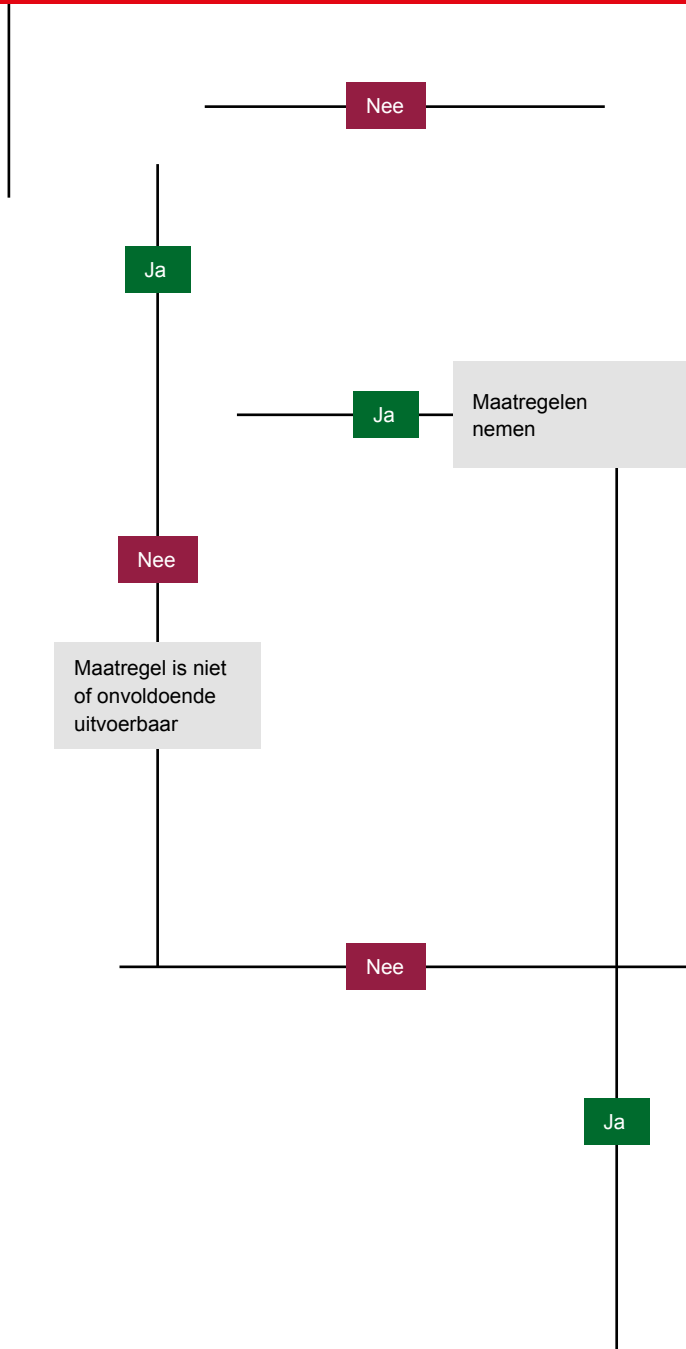 Nee
Ja
Ja
Maatregelen
nemen
Nee
Maatregel is niet
of onvoldoende
uitvoerbaar
Nee
Ja